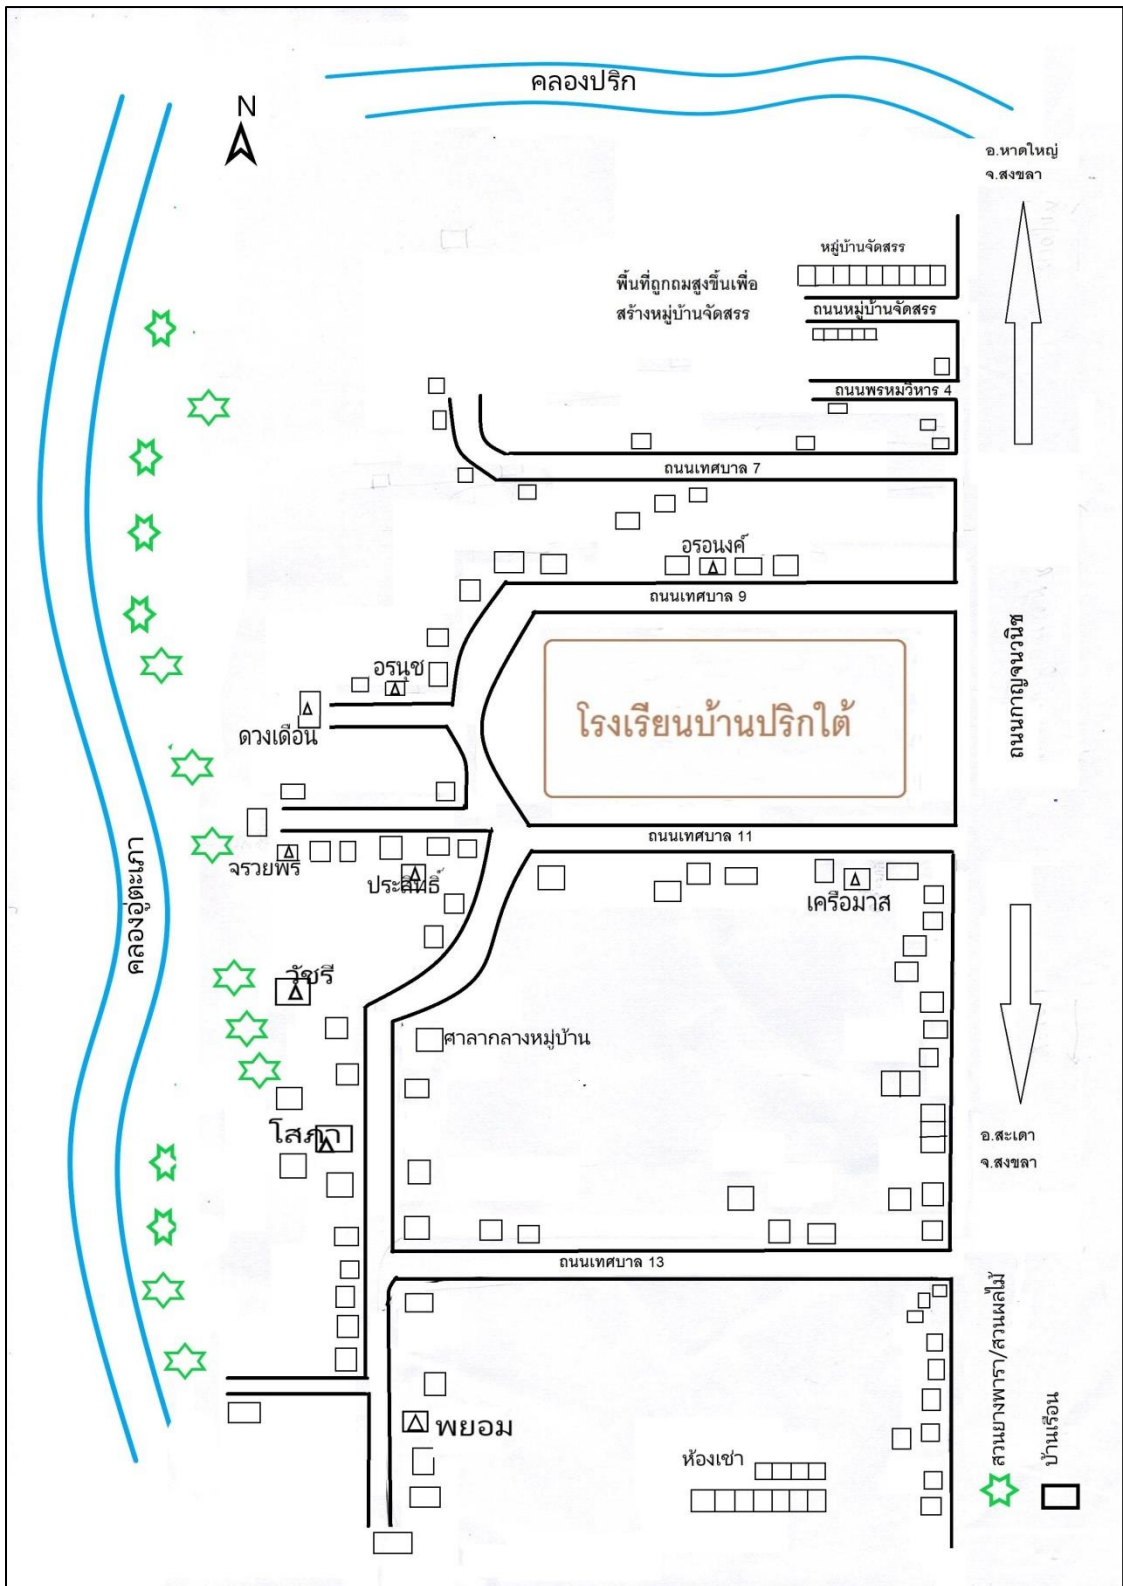 คลองปริก
N
อ.หาดใหญ่
จ.สงขลา
หมู่บ้านจัดสรร
พื้นที่ถูกถมสูงขึ้นเพื่อ
สร้างหมู่บ้านจัดสรร
ถนนหมู่บ้านจัดสรร
ถนนพรหมวิหาร 4
ถนนเทศบาล 7
อรอนงค์
ถนนเทศบาล 9
ถนนกาญจนวนิช
อรนุช
โรงเรียนบ้านปริกใต้
ดวงเดือน
ถนนเทศบาล 11
จรวยพร
ประสิทธิ์
เครือมาส
คลองอู่ตะเภา
วัชรี
ศาลากลางหมู่บ้าน
โสภา
อ.สะเดา
จ.สงขลา
ถนนเทศบาล 13
พยอม
ห้องเช่า
สวนยางพารา/สวนผลไม้
บ้านเรือน